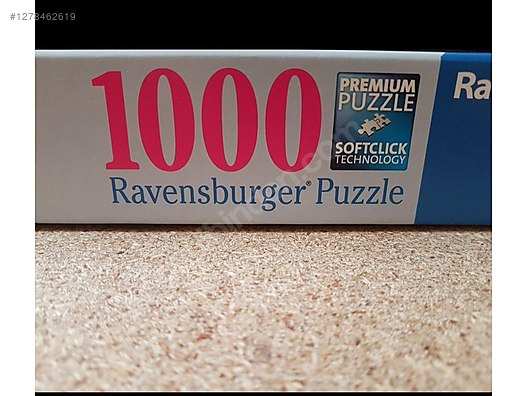 #1278462619
1000
PREMIUM
PUZZLE
SOFTCLICK
TECHNOLOGY
Ravensburger® Puzzle
Ra